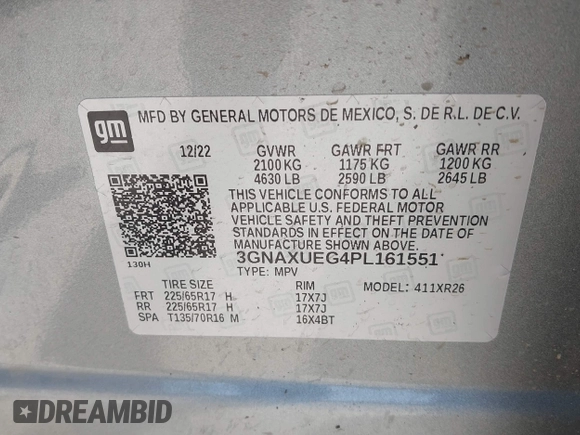 gm
MFD BY GENERAL MOTORS DE MEXICO, S. DE R.L. DE C.V.
12/22 GVWR GAWR FRT GAWR RR
2100 KG 1175 KG 1200 KG
4630 LB 2590 LB 2645 LB
THIS VEHICLE CONFORMS TO ALL
APPLICABLE U.S. FEDERAL MOTOR
VEHICLE SAFETY AND THEFT PREVENTION
STANDARDS IN EFFECT ON THE DATE OF
MANUFACTURE SHOWN ABOVE.
130H
3GNAXUEG4PL161551*
TYPE: MPV
TIRE SIZE RIM MODEL: 411XR26
FRT 225/65R17 H 17X7J
RR 225/65R17 H 17X7J
SPA T135/70R16 M 16X4BT
DREAMBID